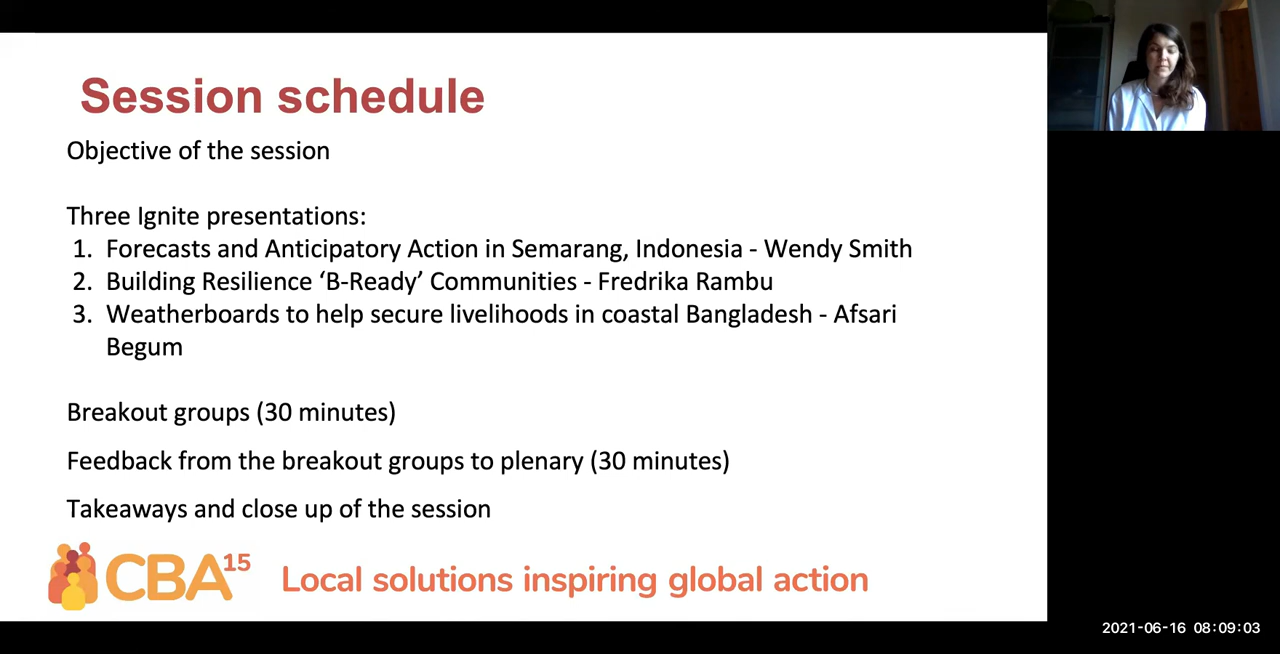 Session schedule
Objective of the session
Three Ignite presentations:
1. Forecasts and Anticipatory Action in Semarang, Indonesia - Wendy Smith
2. Building Resilience ‘B-Ready’ Communities - Fredrika Rambu
3. Weatherboards to help secure livelihoods in coastal Bangladesh - Afsari
Begum
Breakout groups (30 minutes)
Feedback from the breakout groups to plenary (30 minutes)
Takeaways and close up of the session
CBA15 Local solutions inspiring global action
2021-06-16 08:09:03